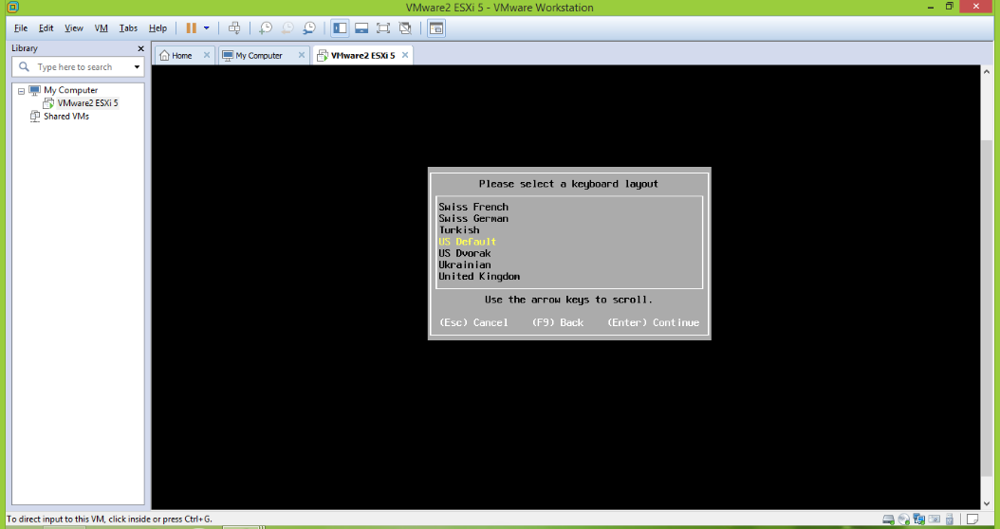 VMware2 ESXi 5 - VMware Workstation
File Edit View VM Tabs Help
Library
Type here to search
My Computer
VMware2 ESXi 5
Shared VMs
Home
My Computer
VMware2 ESXi 5
Please select a keyboard layout
Swiss French
Swiss German
Turkish
US Default
US Dvorak
Ukrainian
United Kingdom
Use the arrow keys to scroll.
(Esc) Cancel (F9) Back (Enter) Continue
To direct input to this VM, click inside or press Ctrl+G.